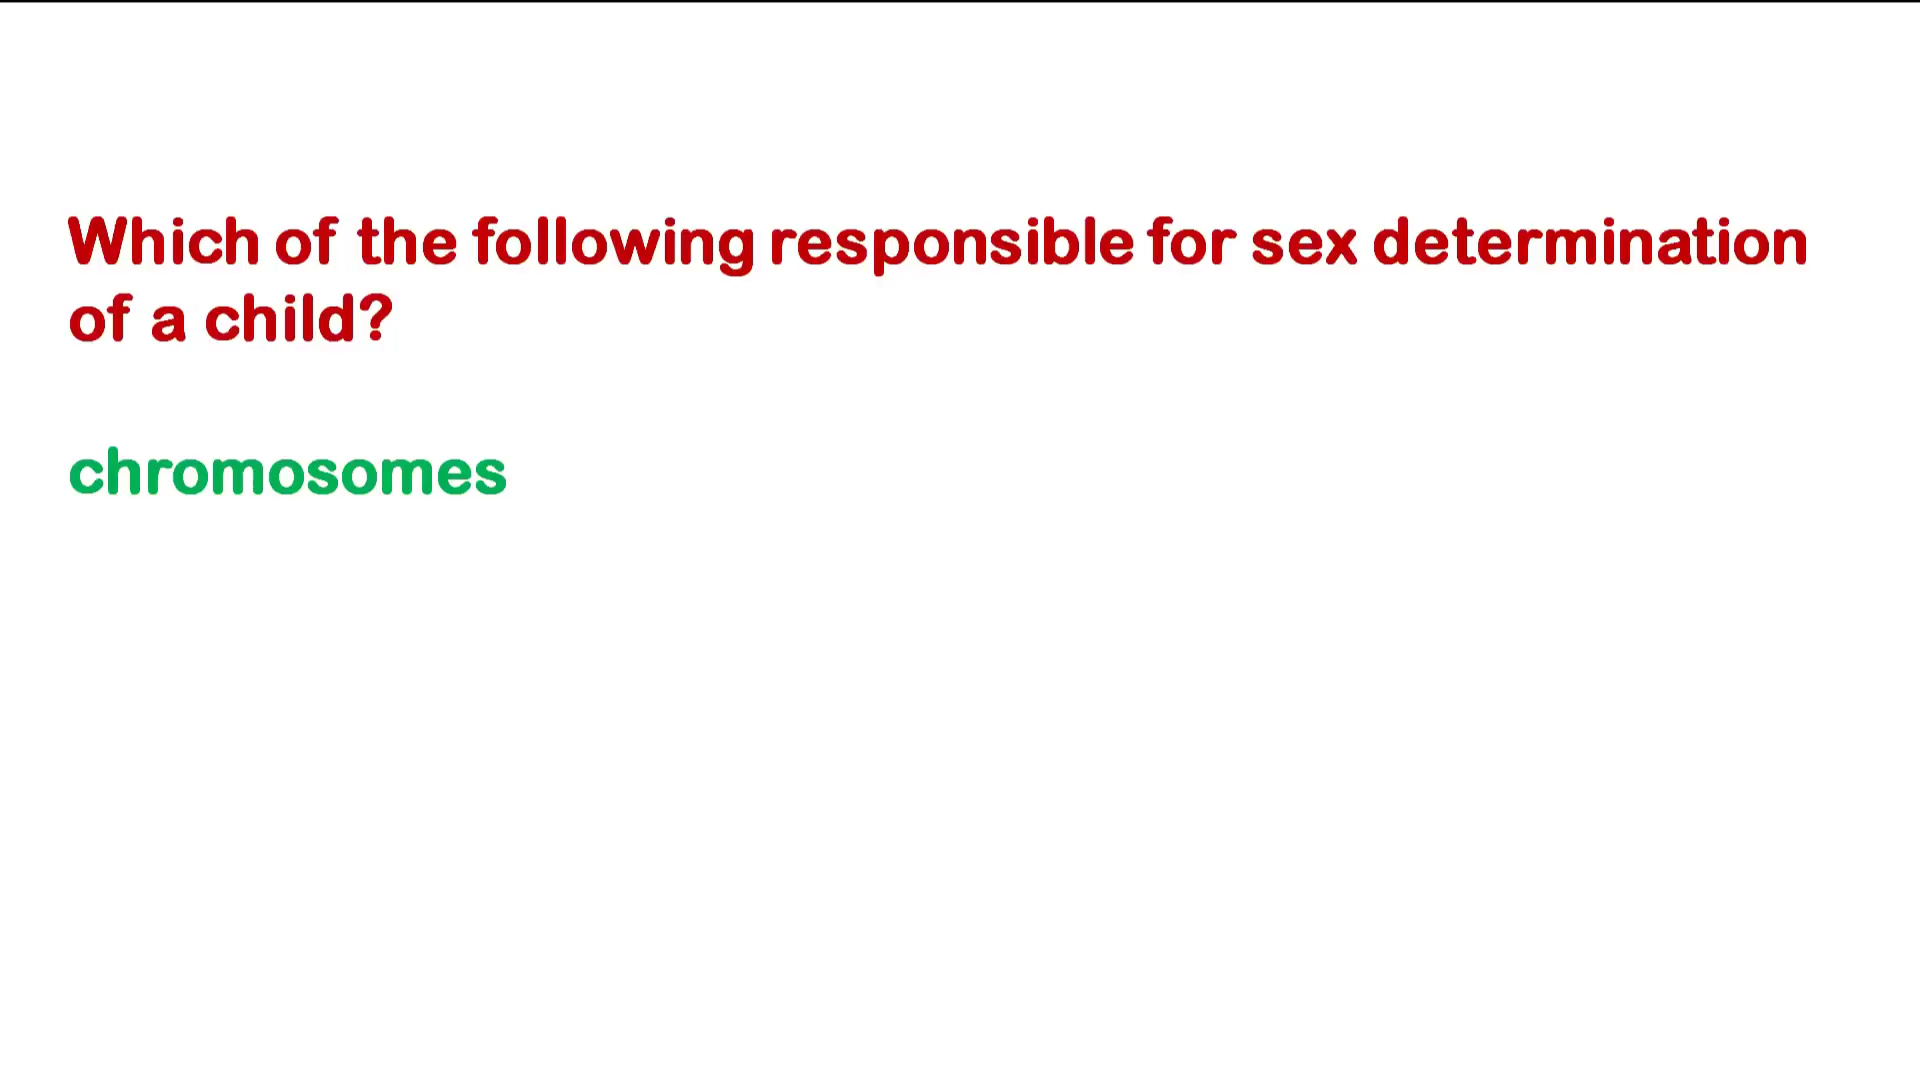 Which of the following responsible for sex determination
of a child?
chromosomes